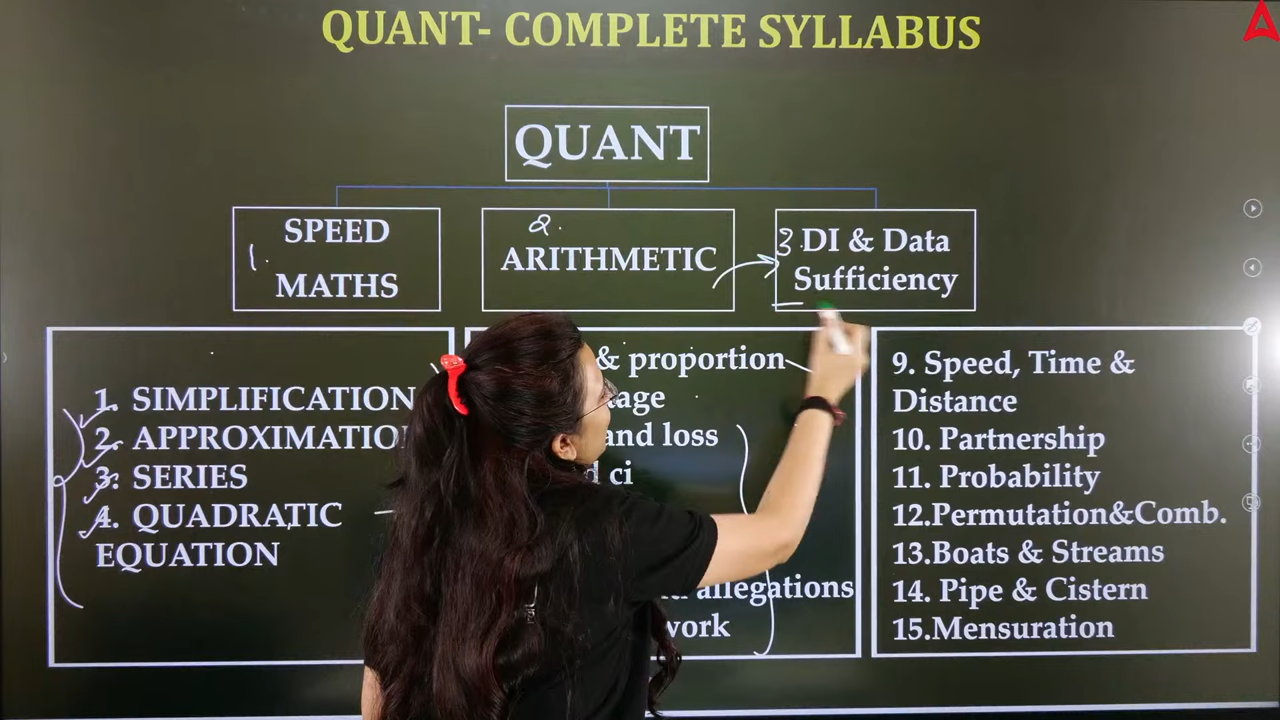 QUANT- COMPLETE SYLLABUS
QUANT
SPEED
1. MATHS
2.
ARITHMETIC
3. DI & Data
Sufficiency
1. SIMPLIFICATION
2. APPROXIMATIO
3. SERIES
4. QUADRATIC
EQUATION
& proportion
and loss
ci
allegations
work
9. Speed, Time &
Distance
10. Partnership
11. Probability
12.Permutation&Comb.
13.Boats & Streams
14. Pipe & Cistern
15.Mensuration